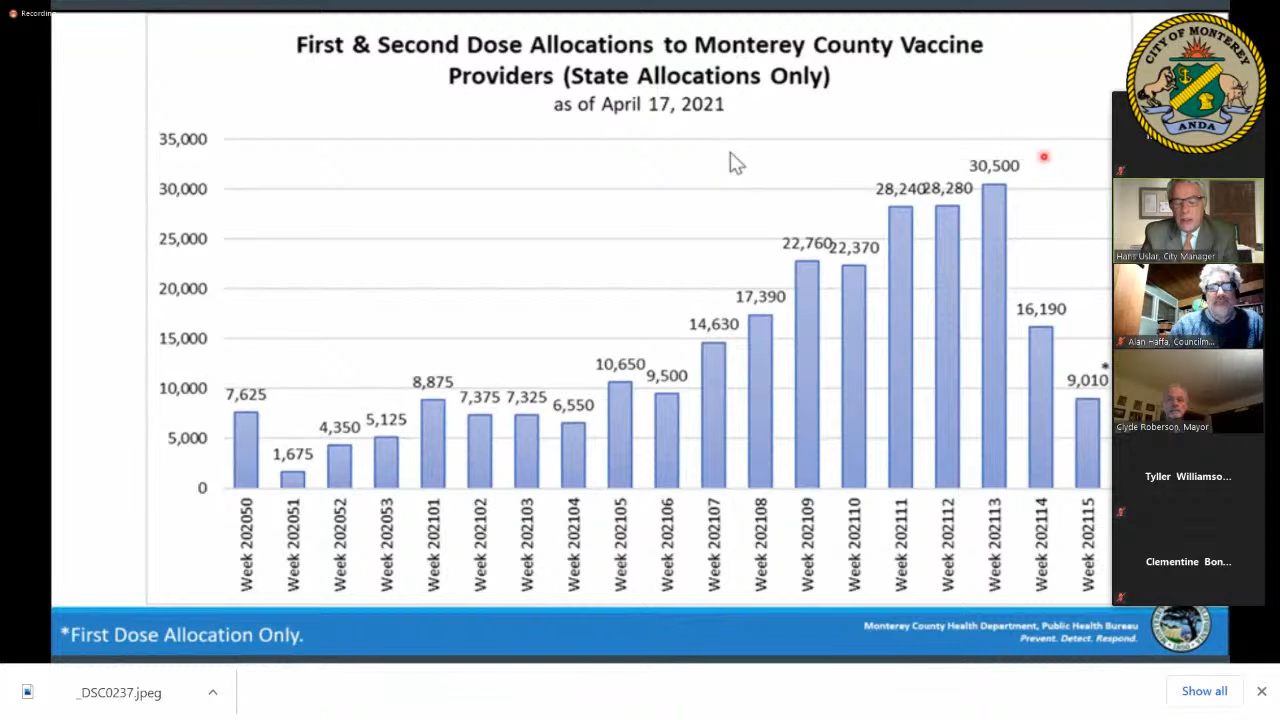 Recording
First & Second Dose Allocations to Monterey County Vaccine
Providers (State Allocations Only)
as of April 17, 2021
CITY OF MONTEREY
ANDA
35,000
30,000
25,000
20,000
15,000
10,000
5,000
0
7,625
1,675
4,350
5,125
8,875
7,375
7,325
6,550
10,650
9,500
14,630
17,390
22,760
22,370
28,240
28,280
30,500
16,190
9,010
*
Week 202050
Week 202051
Week 202052
Week 202053
Week 202101
Week 202102
Week 202103
Week 202104
Week 202105
Week 202106
Week 202107
Week 202108
Week 202109
Week 202110
Week 202111
Week 202112
Week 202113
Week 202114
Week 202115
Hans Uslar, City Manager
Alan Haffa, Councilm...
Clyde Roberson, Mayor
Tyller Williamso...
Clementine Bon...
*First Dose Allocation Only.
Monterey County Health Department, Public Health Bureau
Prevent. Detect. Respond.
_DSC0237.jpeg
Show all